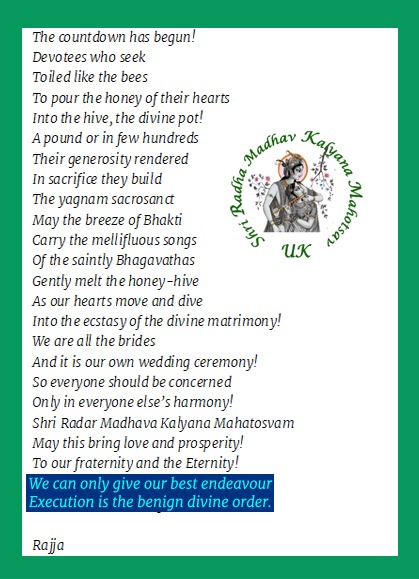 The countdown has begun!
Devotees who seek
Toiled like the bees
To pour the honey of their hearts
Into the hive, the divine pot!
A pound or in few hundreds
Their generosity rendered
In sacrifice they build
The yagnam sacrosanct
May the breeze of Bhakti
Carry the mellifluous songs
Of the saintly Bhagavathas
Gently melt the honey-hive
As our hearts move and dive
Into the ecstasy of the divine matrimony!
We are all the brides
And it is our own wedding ceremony!
So everyone should be concerned
Only in everyone else's harmony!
Shri Radar Madhava Kalyana Mahatosvam
May this bring love and prosperity!
To our fraternity and the Eternity!
We can only give our best endeavour
Execution is the benign divine order.
Rajja
Shri Radha Madhav Kalyana Mahotsav
UK